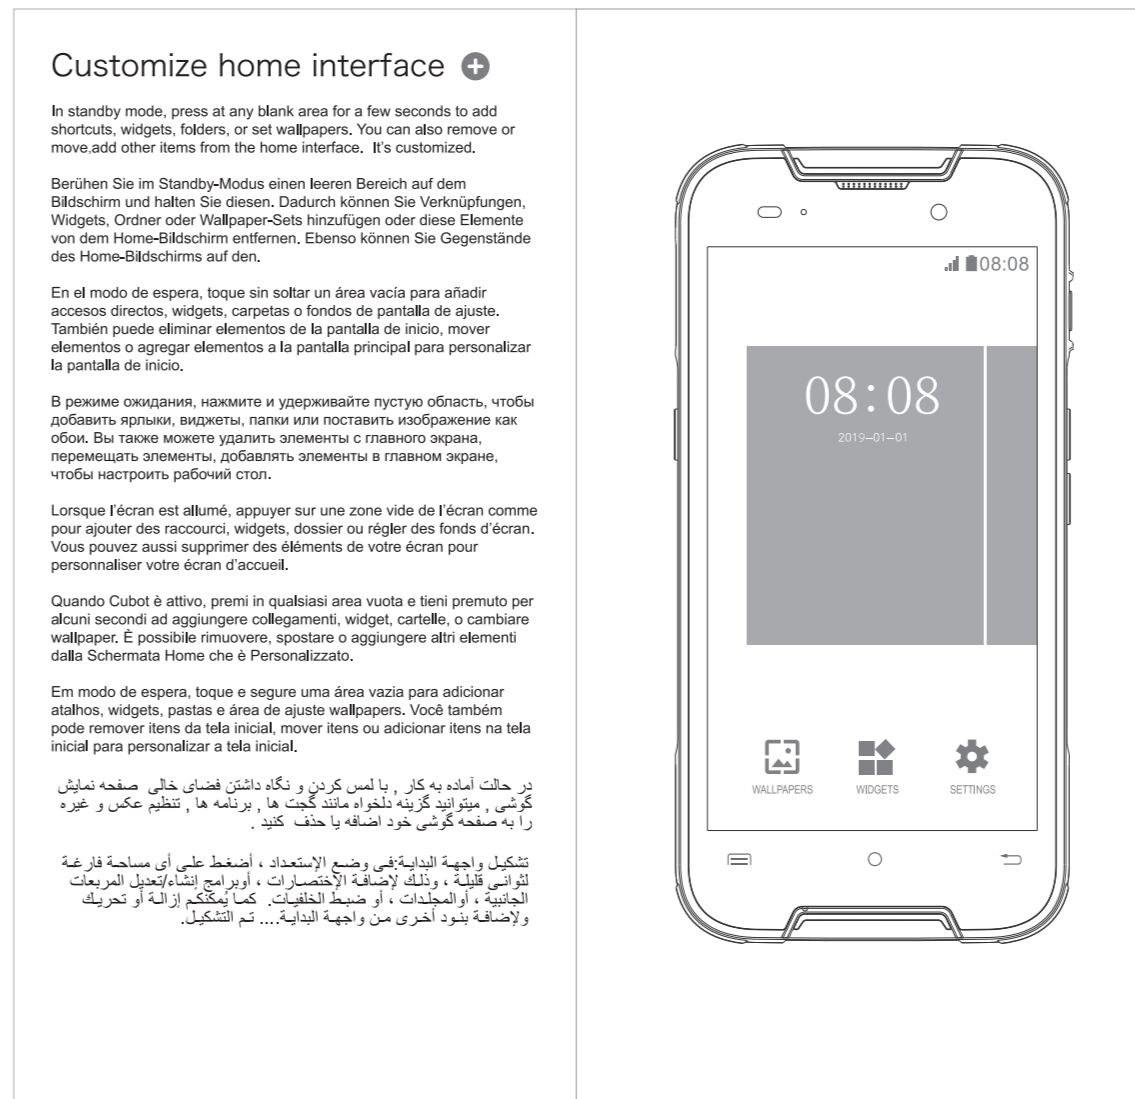 Customize home interface
In standby mode, press at any blank area for a few seconds to add
shortcuts, widgets, folders, or set wallpapers. You can also remove or
move,add other items from the home interface.  It's customized.
Berühen Sie im Standby-Modus einen leeren Bereich auf dem
Bildschirm und halten Sie diesen. Dadurch können Sie Verknüpfungen,
Widgets, Ordner oder Wallpaper-Sets hinzufügen oder diese Elemente
von dem Home-Bildschirm entfernen. Ebenso können Sie Gegenstände
des Home-Bildschirms auf den.
En el modo de espera, toque sin soltar un área vacía para añadir
accesos directos, widgets, carpetas o fondos de pantalla de ajuste.
También puede eliminar elementos de la pantalla de inicio, mover
elementos o agregar elementos a la pantalla principal para personalizar
la pantalla de inicio.
В режиме ожидания, нажмите и удерживайте пустую область, чтобы
добавить ярлыки, виджеты, папки или поставить изображение как
обои. Вы также можете удалить элементы с главного экрана,
перемещать элементы, добавлять элементы в главном экране,
чтобы настроить рабочий стол.
Lorsque l'écran est allumé, appuyer sur une zone vide de l'écran comme
pour ajouter des raccourci, widgets, dossier ou régler des fonds d'écran.
Vous pouvez aussi supprimer des éléments de votre écran pour
personnaliser votre écran d'accueil.
Quando Cubot è attivo, premi in qualsiasi area vuota e tieni premuto per
alcuni secondi ad aggiungere collegamenti, widget, cartelle, o cambiare
wallpaper. È possibile rimuovere, spostare o aggiungere altri elementi
dalla Schermata Home che è Personalizzato.
Em modo de espera, toque e segure uma área vazia para adicionar
atalhos, widgets, pastas e área de ajuste wallpapers. Você também
pode remover itens da tela inicial, mover itens ou adicionar itens na tela
inicial para personalizar a tela inicial.
در حالت آماده به کار , با لمس کردن و نگاه داشتن فضای خالی صفحه نمایش
گوشی , میتوانید گزینه دلخواه مانند گجت ها , برنامه ها , تنظیم عکس و غیره
را به صفحه گوشی خود اضافه یا حذف کنید .
تشكيل واجهة البداية:فى وضع الإستعداد ، أضغط على أى مساحة فارغة
لثوانى قليلة ، وذلك لإضافة الإختصارات ، أوبرامج إنشاء/تعديل المربعات
الجانبية ، أوالمجلدات ، أو ضبط الخلفيات. كما يُمكنكم إزالة أو تحريك
ولإضافة بنود أخرى من واجهة البداية.... تم التشكيل.
08:08
08:08
2019-01-01
WALLPAPERS
WIDGETS
SETTINGS